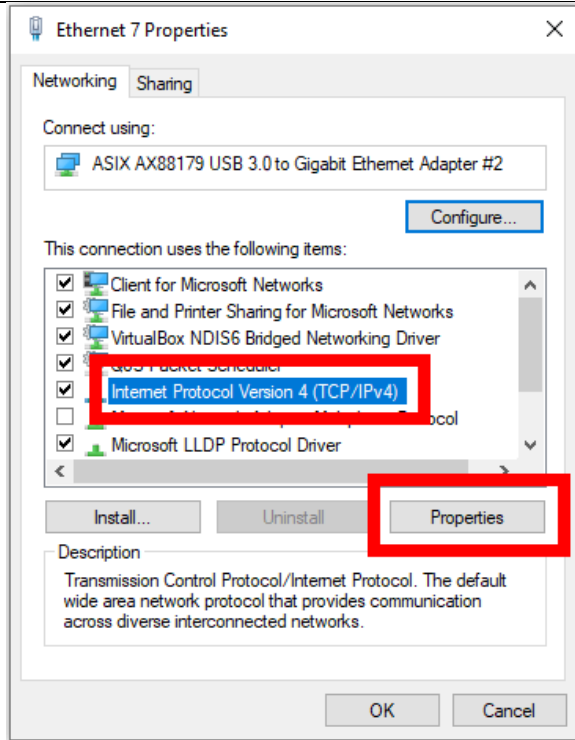 Ethernet 7 Properties
Networking Sharing
Connect using:
ASIX AX88179 USB 3.0 to Gigabit Ethernet Adapter #2
Configure...
This connection uses the following items:
Client for Microsoft Networks
File and Printer Sharing for Microsoft Networks
VirtualBox NDIS6 Bridged Networking Driver
QoS Packet Scheduler
Internet Protocol Version 4 (TCP/IPv4)
Microsoft LLDP Protocol Driver
Install... Uninstall Properties
Description
Transmission Control Protocol/Internet Protocol. The default
wide area network protocol that provides communication
across diverse interconnected networks.
OK Cancel